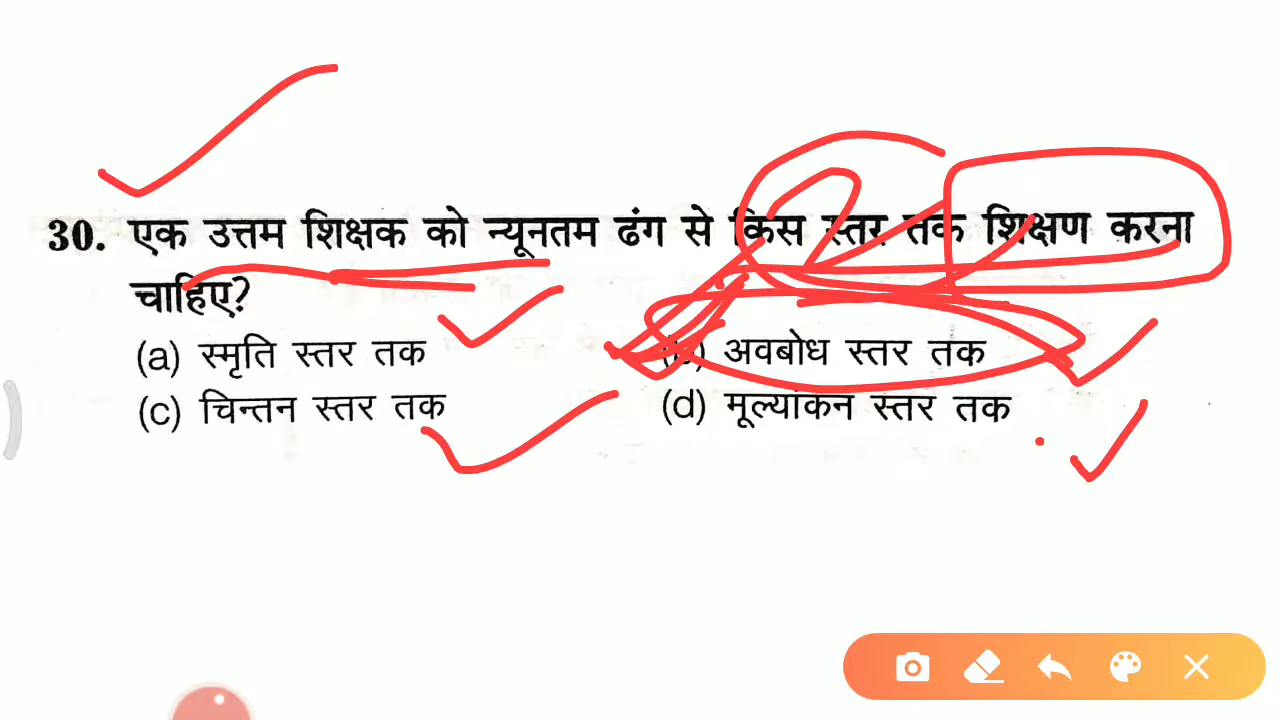 30. एक उत्तम शिक्षक को न्यूनतम ढंग से किस स्तर तक शिक्षण करना
चाहिए?
(a) स्मृति स्तर तक (b) अवबोध स्तर तक
(c) चिन्तन स्तर तक (d) मूल्यांकन स्तर तक